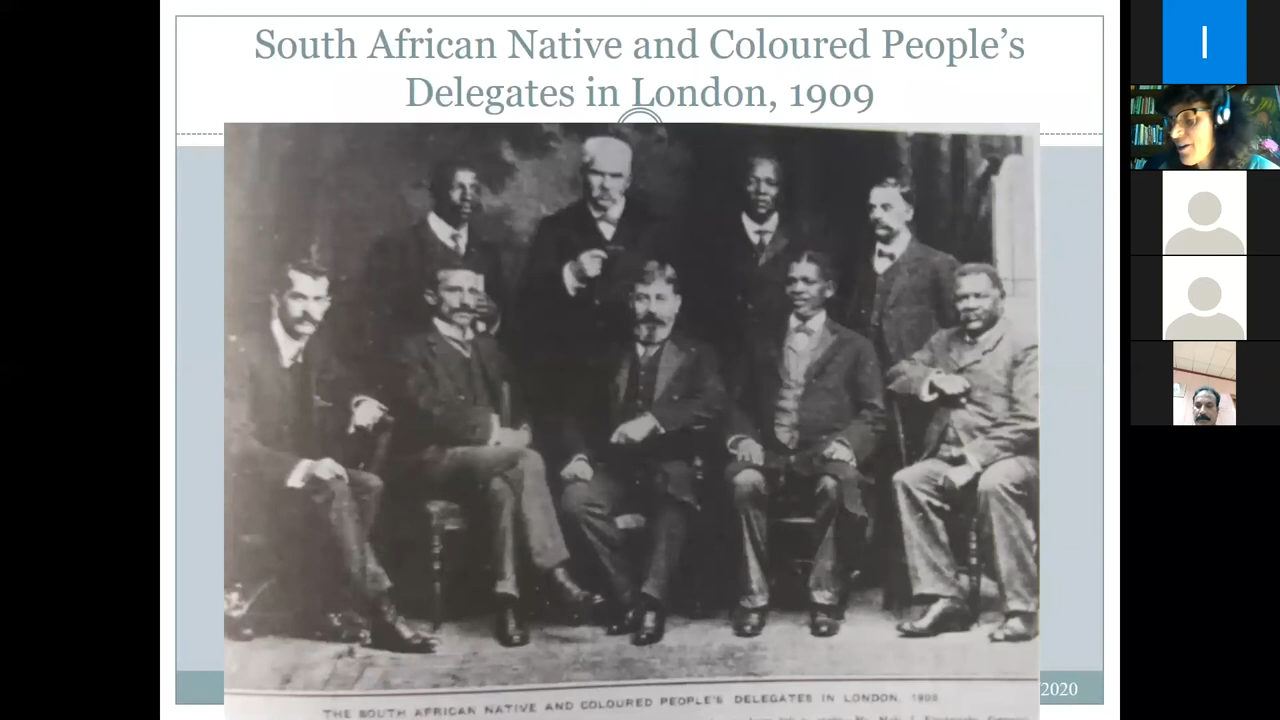 South African Native and Coloured People's
Delegates in London, 1909
2020
THE SOUTH AFRICAN NATIVE AND COLOURED PEOPLE'S DELEGATES IN LONDON, 1909
I